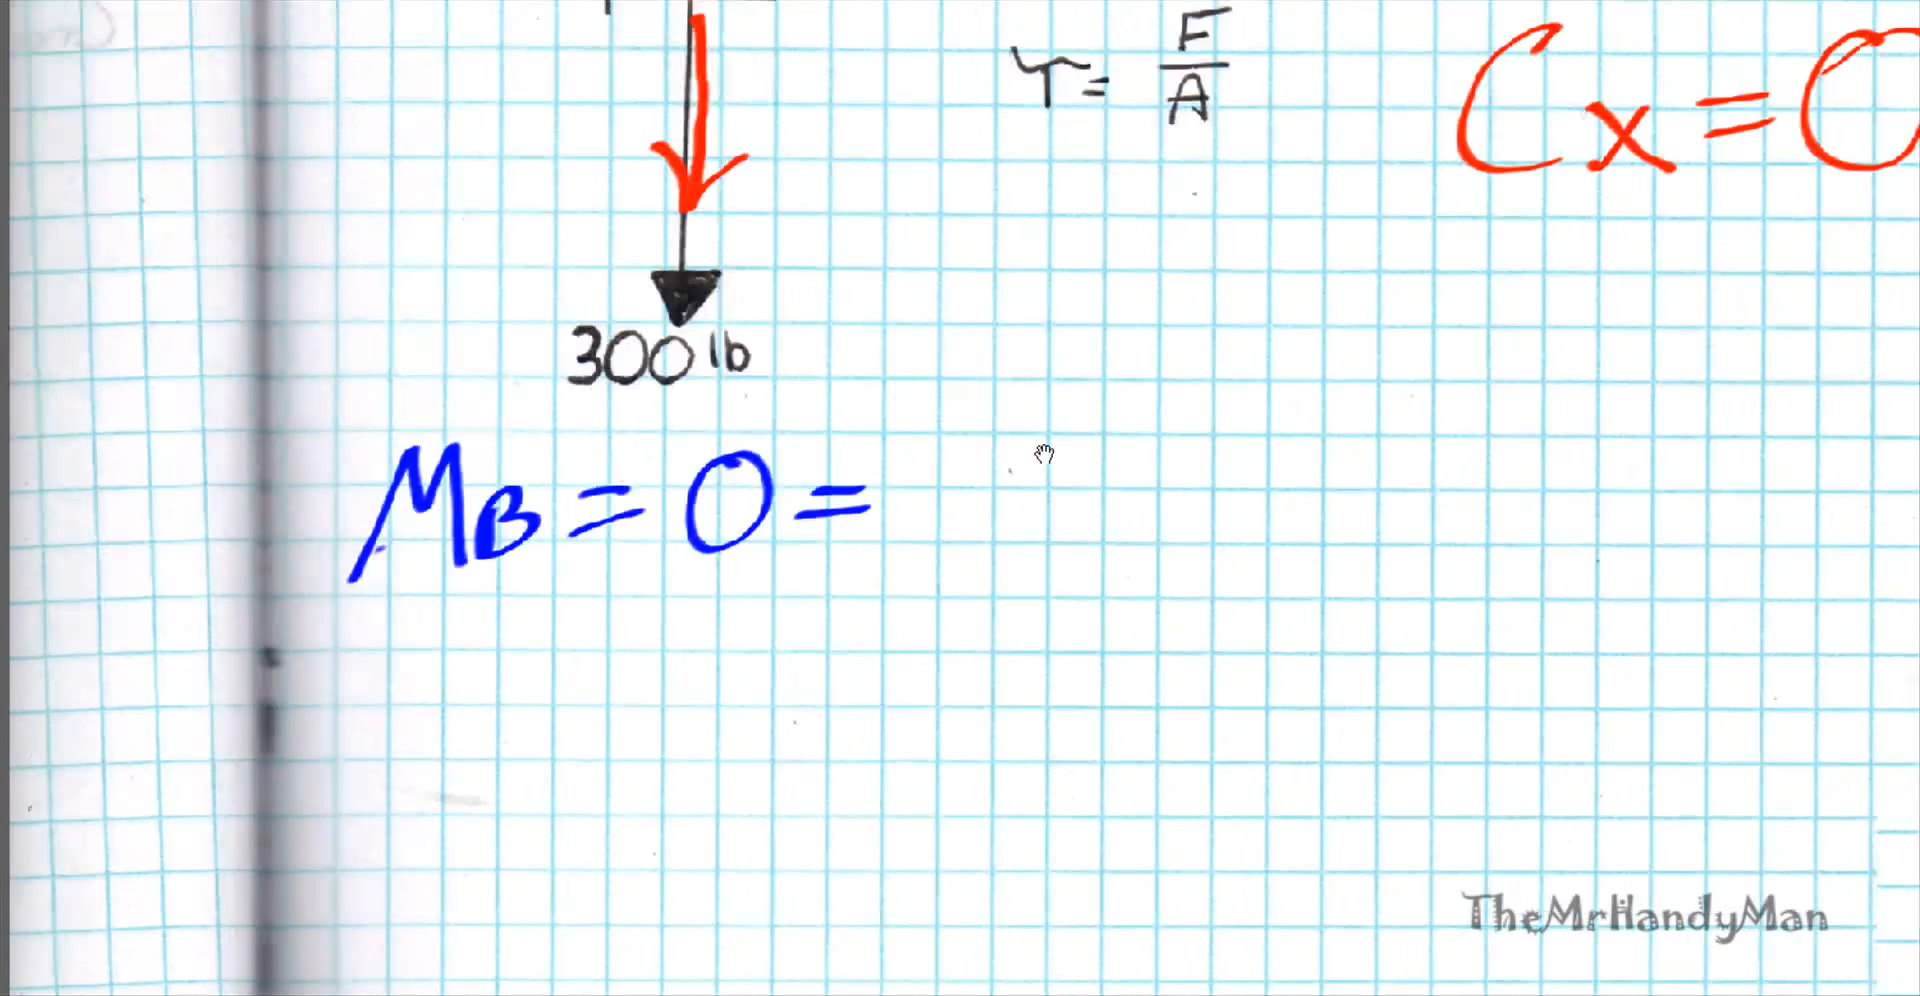 τ = F/A
Cx = 0
300 lb
MB = 0 =
TheMrHandyMan